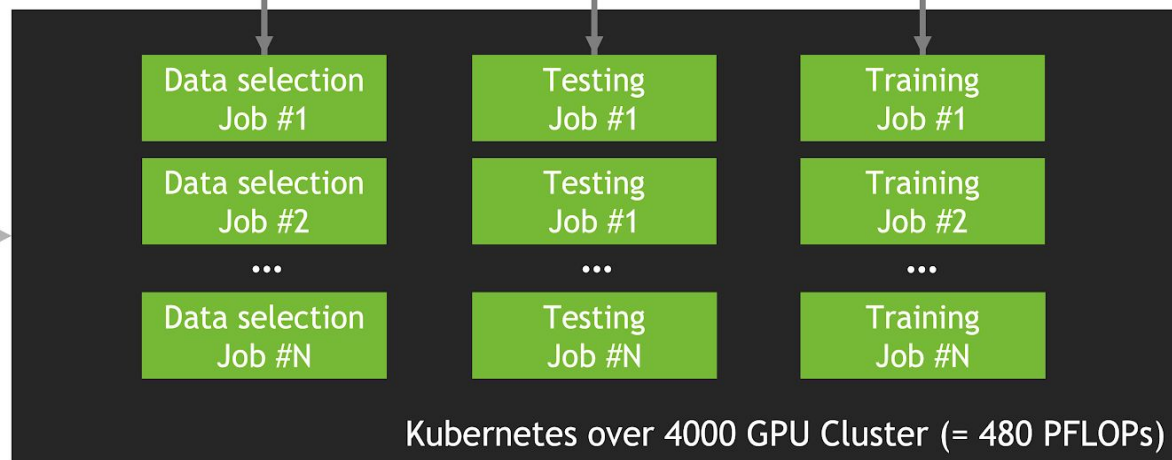 Data selection
Job #1
Testing
Job #1
Training
Job #1
Data selection
Job #2
Testing
Job #1
Training
Job #2
...
...
...
Data selection
Job #N
Testing
Job #N
Training
Job #N
Kubernetes over 4000 GPU Cluster (= 480 PFLOPs)